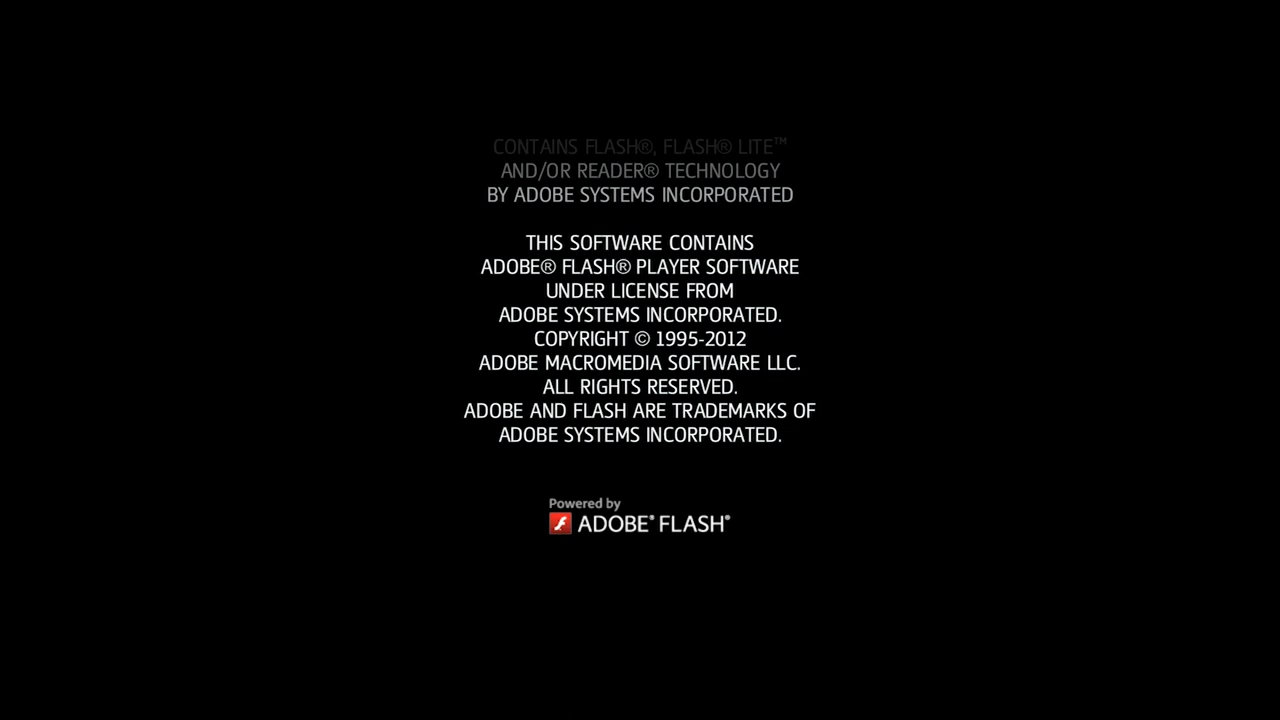 CONTAINS FLASH®, FLASH® LITE™
AND/OR READER® TECHNOLOGY
BY ADOBE SYSTEMS INCORPORATED
THIS SOFTWARE CONTAINS
ADOBE® FLASH® PLAYER SOFTWARE
UNDER LICENSE FROM
ADOBE SYSTEMS INCORPORATED.
COPYRIGHT © 1995-2012
ADOBE MACROMEDIA SOFTWARE LLC.
ALL RIGHTS RESERVED.
ADOBE AND FLASH ARE TRADEMARKS OF
ADOBE SYSTEMS INCORPORATED.
Powered by
ADOBE® FLASH®